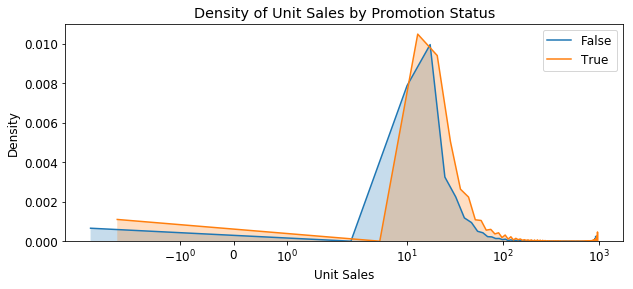 Density of Unit Sales by Promotion Status
False
True
Density
0.010
0.008
0.006
0.004
0.002
0.000
−10⁰
0
10⁰
10¹
10²
10³
Unit Sales